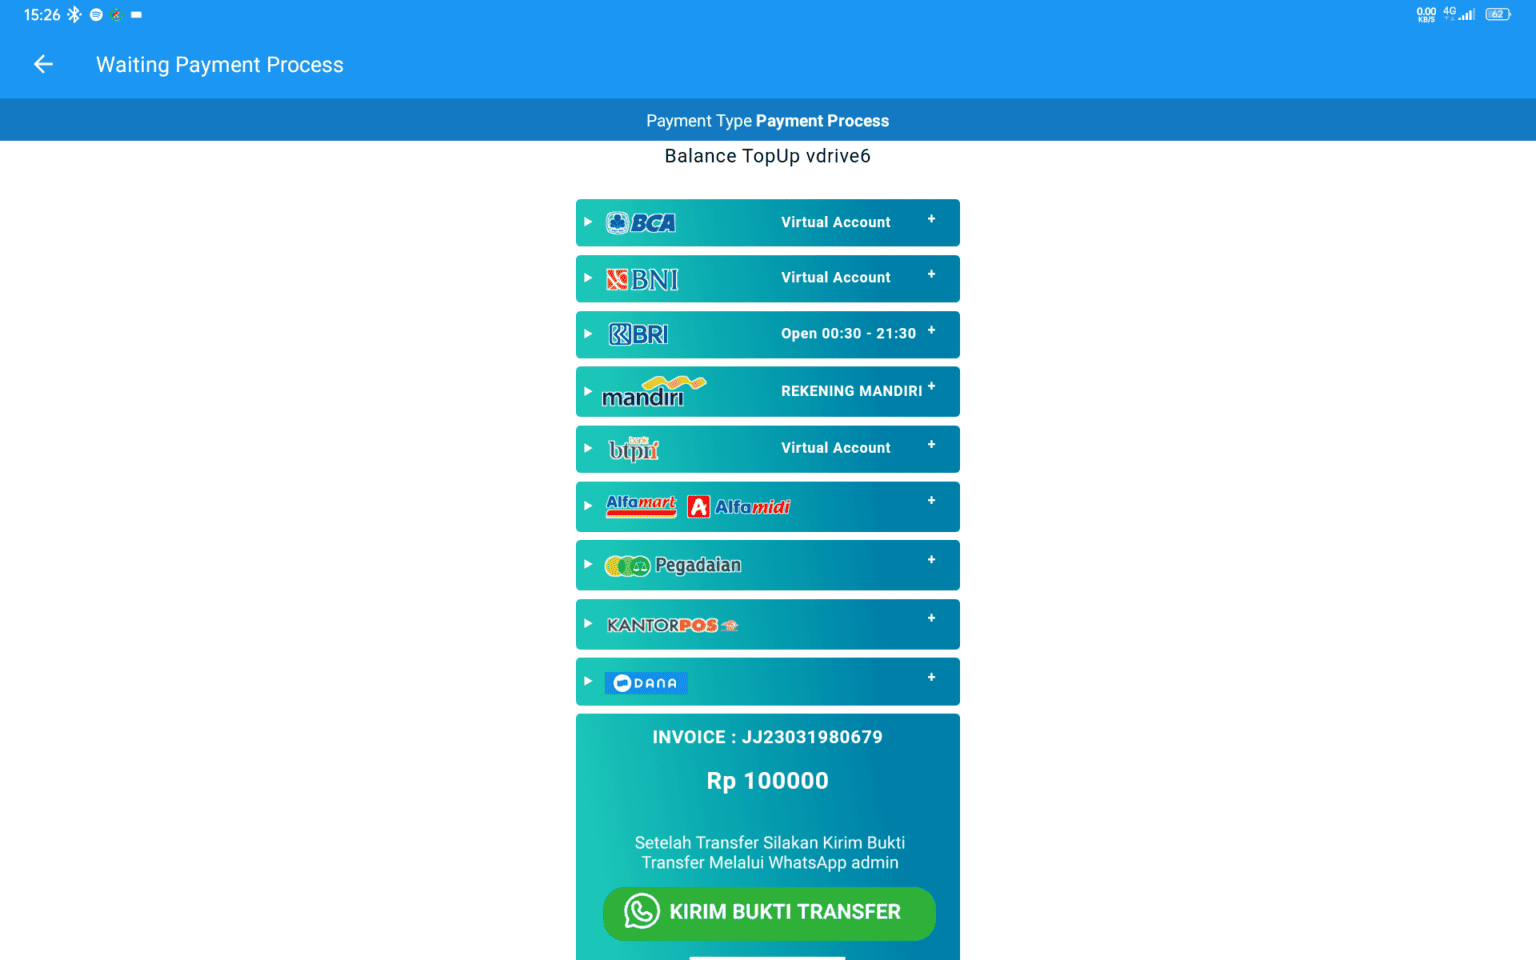 15:26
0.00 KB/S 4G 62
Waiting Payment Process
Payment Type Payment Process
Balance TopUp vdrive6
BCA Virtual Account +
BNI Virtual Account +
BRI Open 00:30 - 21:30 +
mandiri REKENING MANDIRI +
bank btpn Virtual Account +
Alfamart A Alfamidi +
Pegadaian +
KANTORPOS +
DANA +
INVOICE : JJ23031980679
Rp 100000
Setelah Transfer Silakan Kirim Bukti
Transfer Melalui WhatsApp admin
KIRIM BUKTI TRANSFER